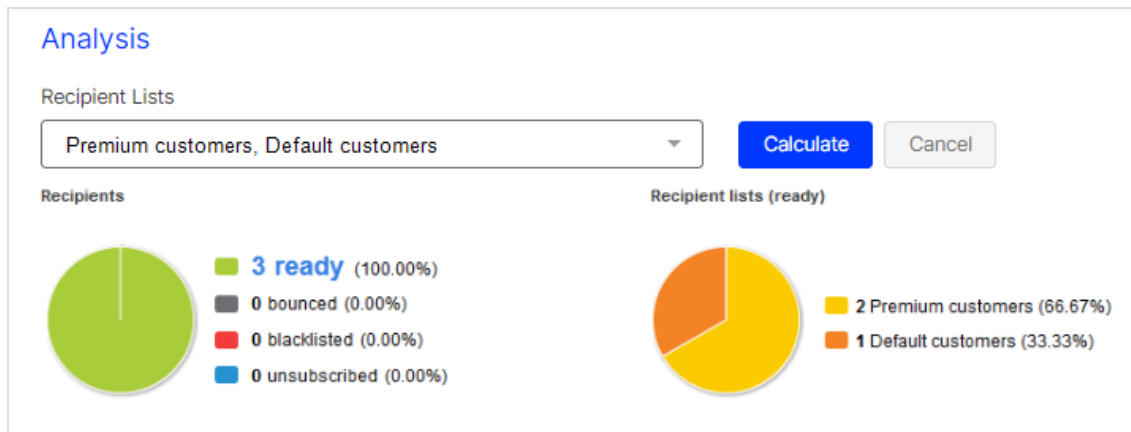 Analysis
Recipient Lists
Premium customers, Default customers
Calculate
Cancel
Recipients
3 ready (100.00%)
0 bounced (0.00%)
0 blacklisted (0.00%)
0 unsubscribed (0.00%)
Recipient lists (ready)
2 Premium customers (66.67%)
1 Default customers (33.33%)